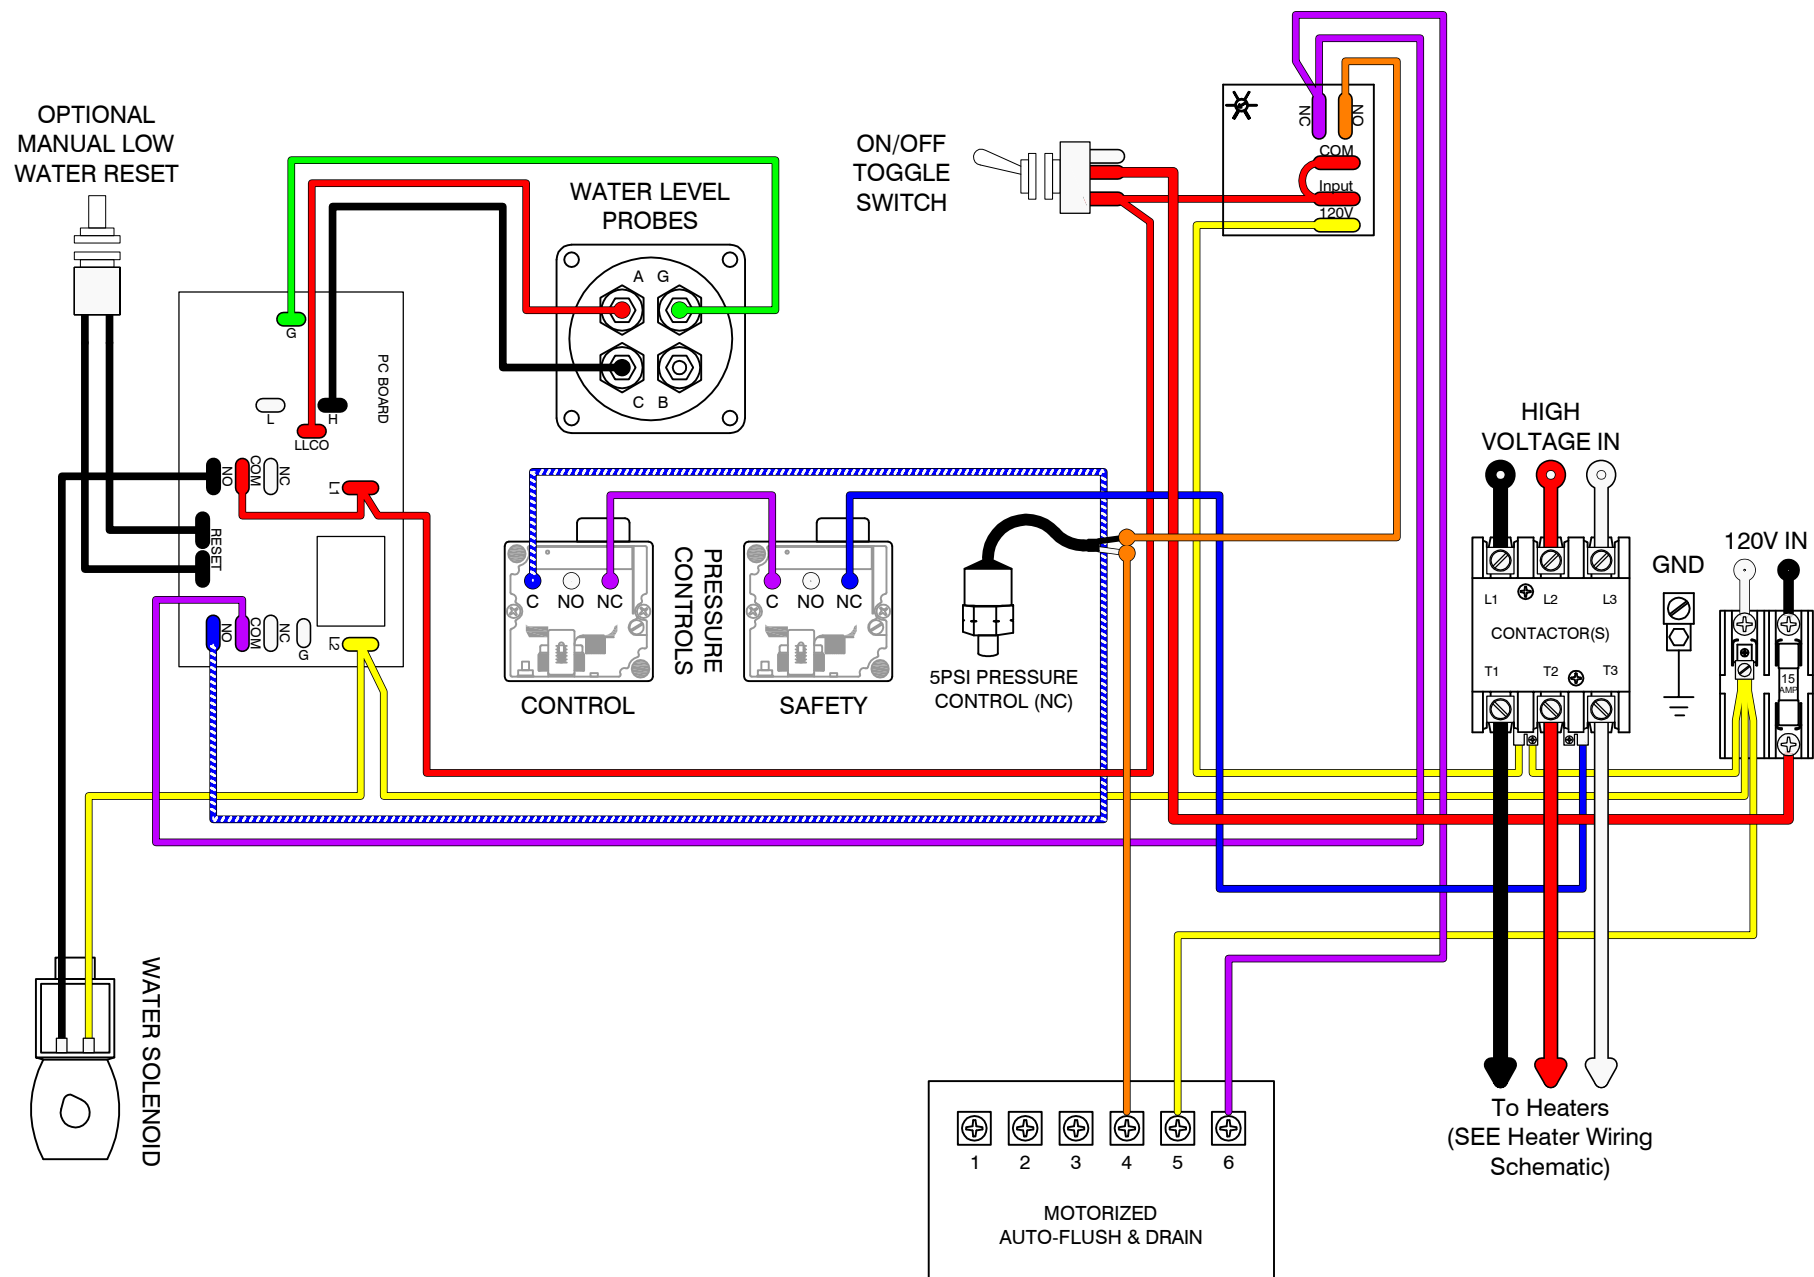 OPTIONAL
MANUAL LOW
WATER RESET
G
L
H
LLCO
PC BOARD
NO
COM
NC
L1
RESET
NO
COM
NC
G
L2
WATER SOLENOID
WATER LEVEL
PROBES
A G
C B
ON/OFF
TOGGLE
SWITCH
NC
NO
COM
Input
120V
C NO NC
CONTROL
PRESSURE
CONTROLS
C NO NC
SAFETY
5PSI PRESSURE
CONTROL (NC)
HIGH
VOLTAGE IN
L1 L2 L3
CONTACTOR(S)
T1 T2 T3
GND
120V IN
15
AMP
To Heaters
(SEE Heater Wiring
Schematic)
1 2 3 4 5 6
MOTORIZED
AUTO-FLUSH & DRAIN